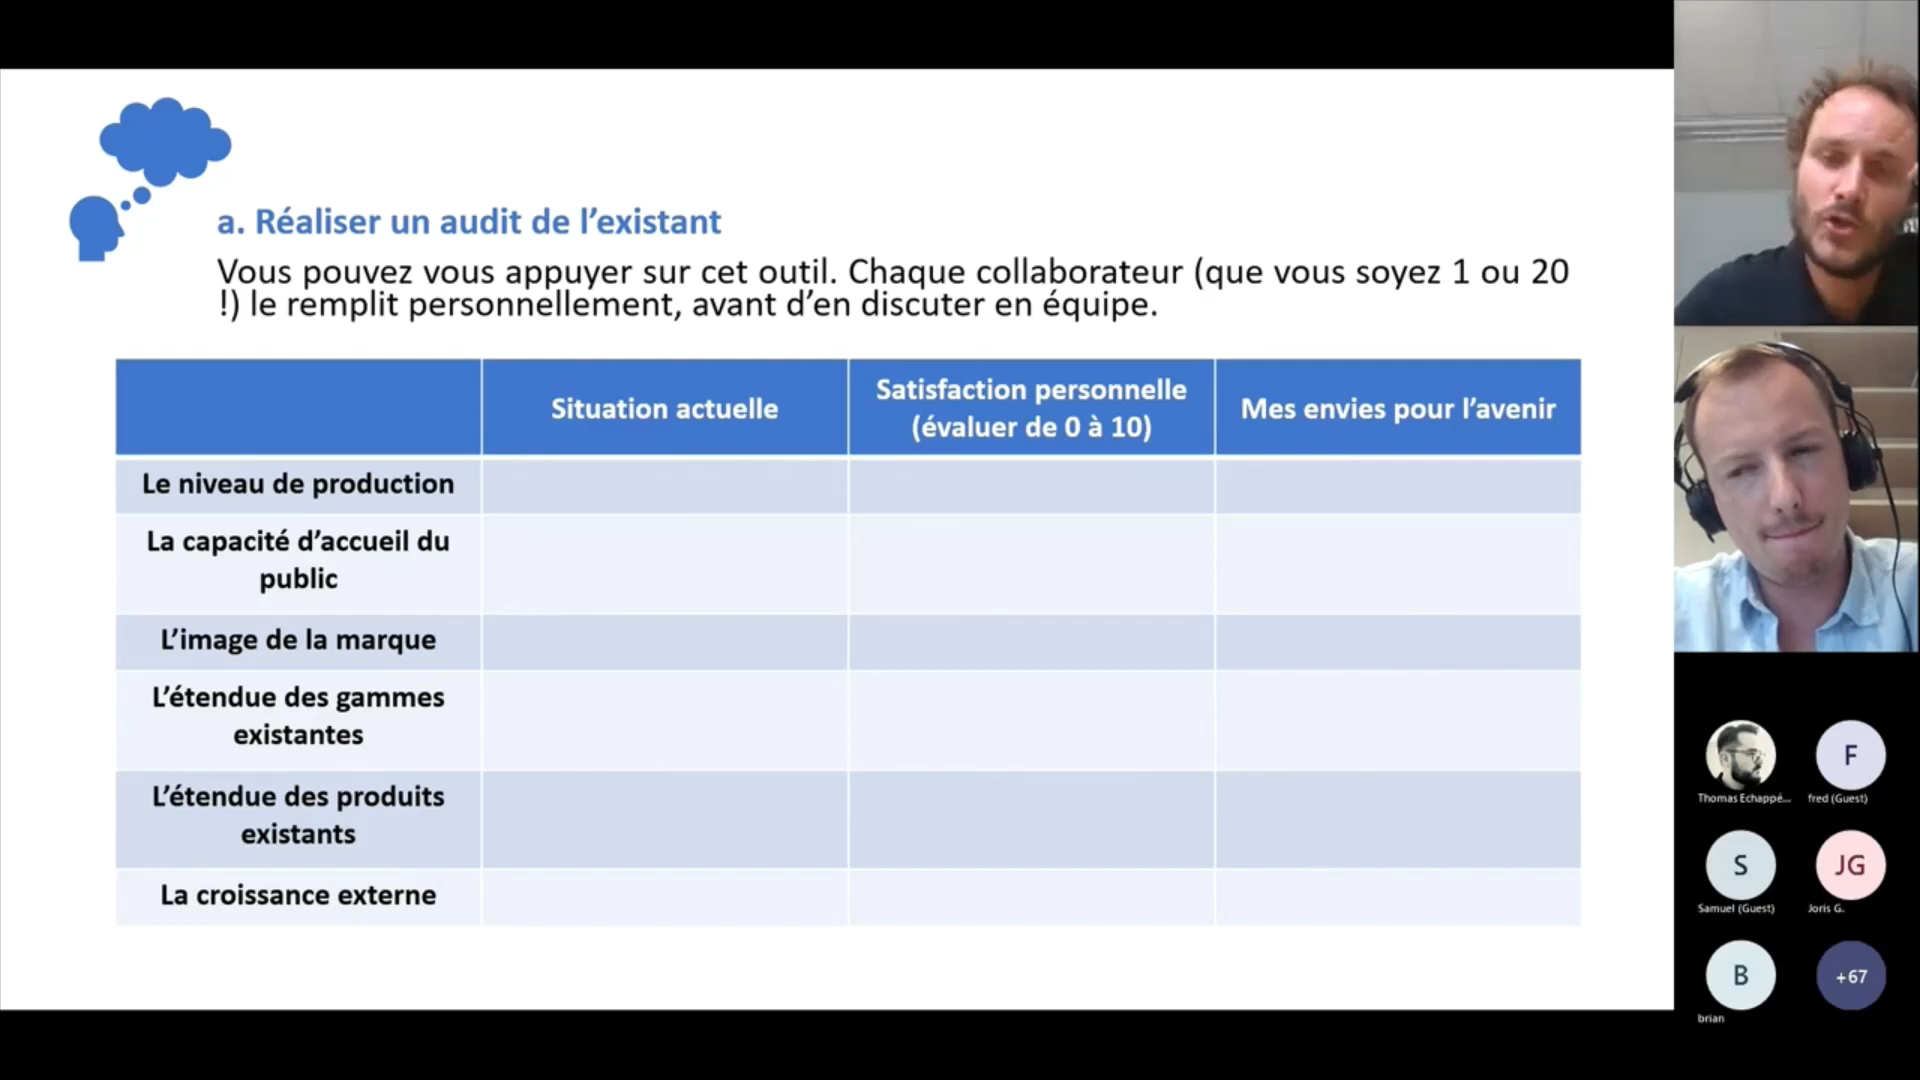 a. Réaliser un audit de l’existant
Vous pouvez vous appuyer sur cet outil. Chaque collaborateur (que vous soyez 1 ou 20
!) le remplit personnellement, avant d’en discuter en équipe.
Situation actuelle
Satisfaction personnelle
(évaluer de 0 à 10)
Mes envies pour l’avenir
Le niveau de production
La capacité d’accueil du
public
L’image de la marque
L’étendue des gammes
existantes
L’étendue des produits
existants
La croissance externe
Thomas Echappé...
F
fred (Guest)
S
Samuel (Guest)
JG
Joris G.
B
brian
+67